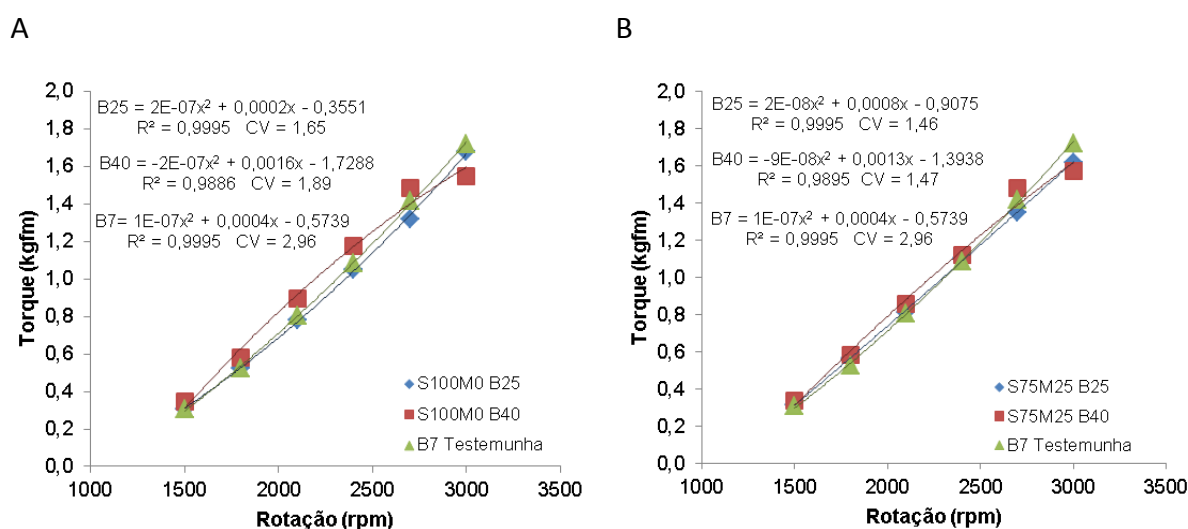 A
2,0
1,8
1,6
1,4
1,2
1,0
0,8
0,6
0,4
0,2
0,0
Torque (kgfm)
B25 = 2E-07x² + 0,0002x - 0,3551
R² = 0,9995 CV = 1,65
B40 = -2E-07x² + 0,0016x - 1,7288
R² = 0,9886 CV = 1,89
B7= 1E-07x² + 0,0004x - 0,5739
R² = 0,9995 CV = 2,96
S100M0 B25
S100M0 B40
B7 Testemunha
1000 1500 2000 2500 3000 3500
Rotação (rpm)
B
2,0
1,8
1,6
1,4
1,2
1,0
0,8
0,6
0,4
0,2
0,0
Torque (kgfm)
B25 = 2E-08x² + 0,0008x - 0,9075
R² = 0,9995 CV = 1,46
B40 = -9E-08x² + 0,0013x - 1,3938
R² = 0,9895 CV = 1,47
B7 = 1E-07x² + 0,0004x - 0,5739
R² = 0,9995 CV = 2,96
S75M25 B25
S75M25 B40
B7 Testemunha
1000 1500 2000 2500 3000 3500
Rotação (rpm)